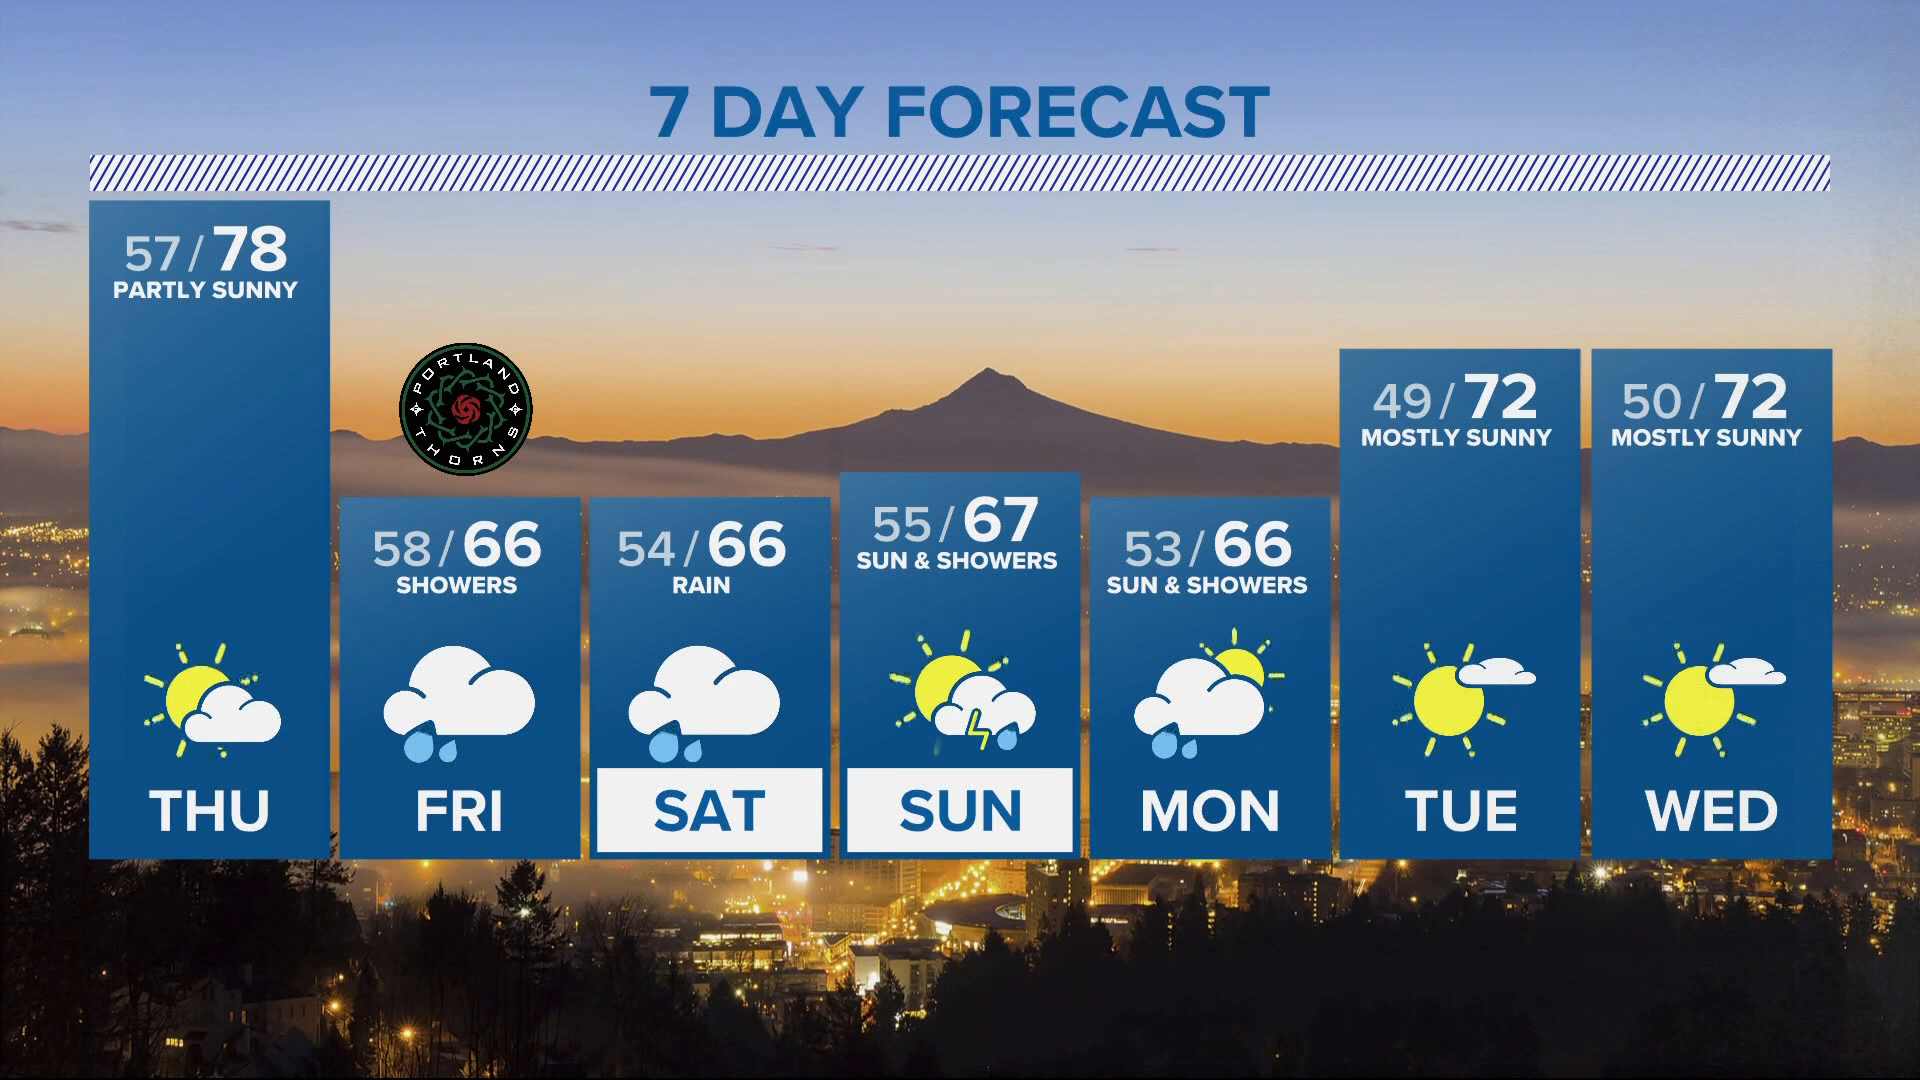 7 DAY FORECAST
57/78
PARTLY SUNNY
THU
PORTLAND
THORNS
58/66
SHOWERS
FRI
54/66
RAIN
SAT
55/67
SUN & SHOWERS
SUN
53/66
SUN & SHOWERS
MON
49/72
MOSTLY SUNNY
TUE
50/72
MOSTLY SUNNY
WED